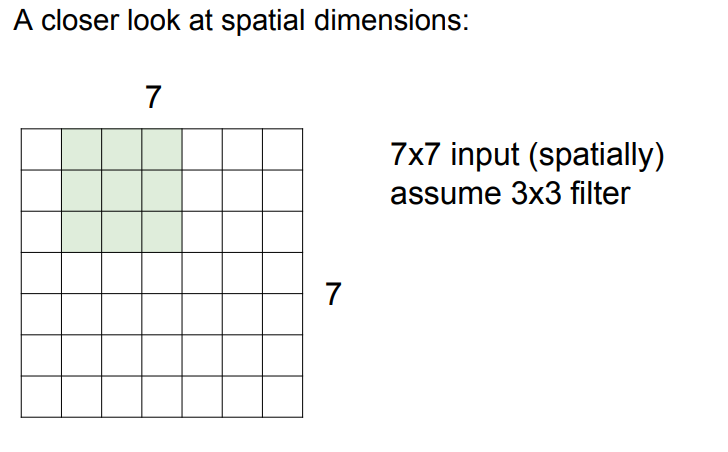 A closer look at spatial dimensions:
7
7x7 input (spatially)
assume 3x3 filter
7